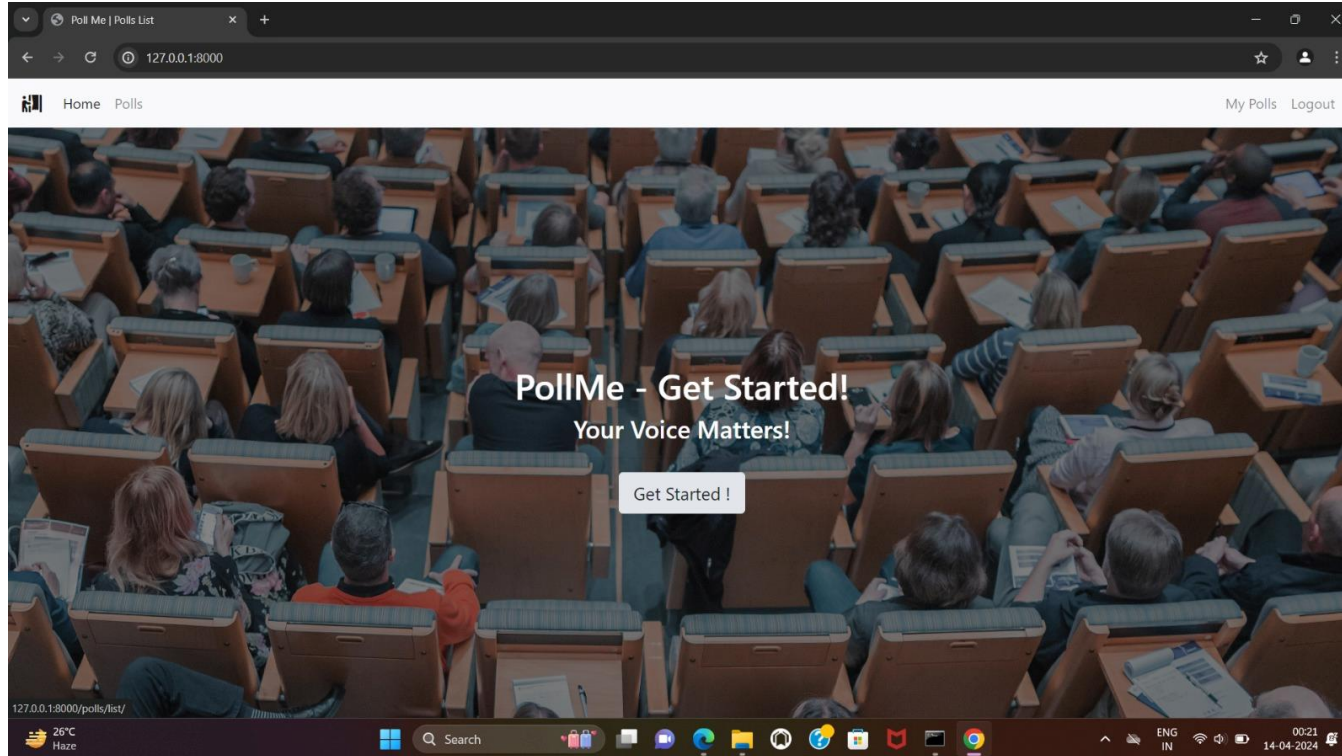 Poll Me | Polls List
127.0.0.1:8000
Home Polls My Polls Logout
PollMe - Get Started!
Your Voice Matters!
Get Started !
127.0.0.1:8000/polls/list/
26°C
Haze
Search
ENG
IN
00:21
14-04-2024